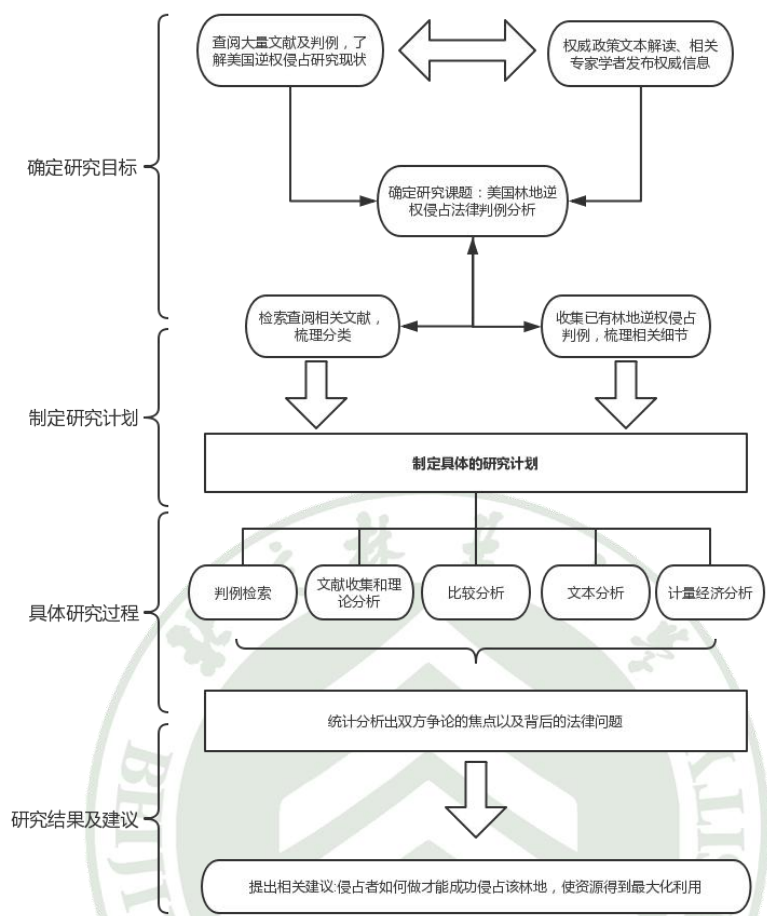 查阅大量文献及判例，了
解美国逆权侵占研究现状
权威政策文本解读、相关
专家学者发布权威信息
确定研究目标
确定研究课题：美国林地逆
权侵占法律判例分析
检索查阅相关文献，
梳理分类
收集已有林地逆权侵占
判例，梳理相关细节
制定研究计划
制定具体的研究计划
具体研究过程
判例检索
文献收集和理
论分析
比较分析
文本分析
计量经济分析
统计分析出双方争论的焦点以及背后的法律问题
研究结果及建议
提出相关建议:侵占者如何做才能成功侵占该林地，使资源得到最大化利用